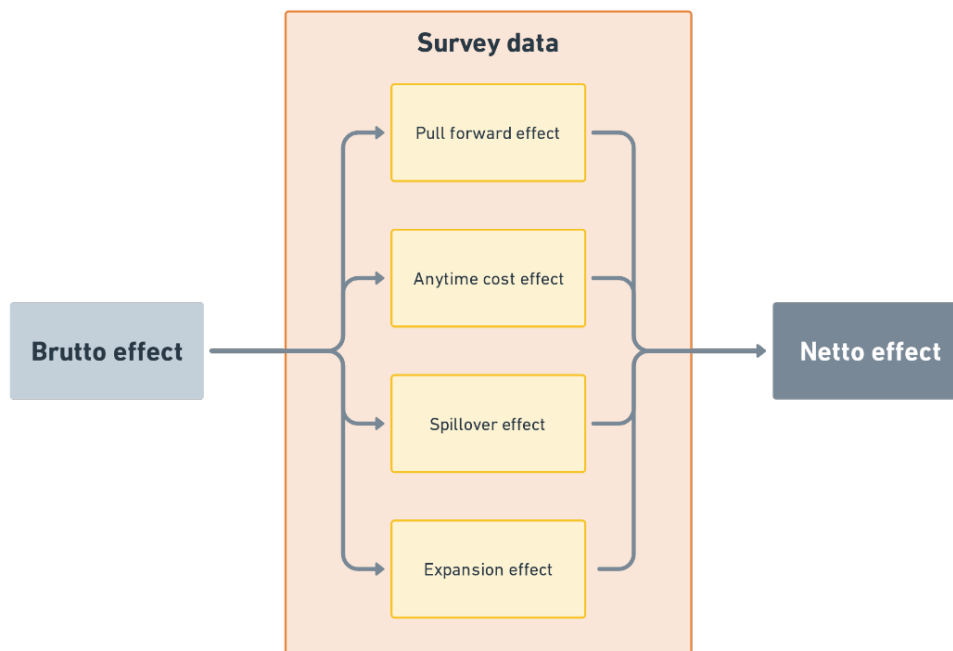 Survey data
Pull forward effect
Anytime cost effect
Brutto effect
Netto effect
Spillover effect
Expansion effect